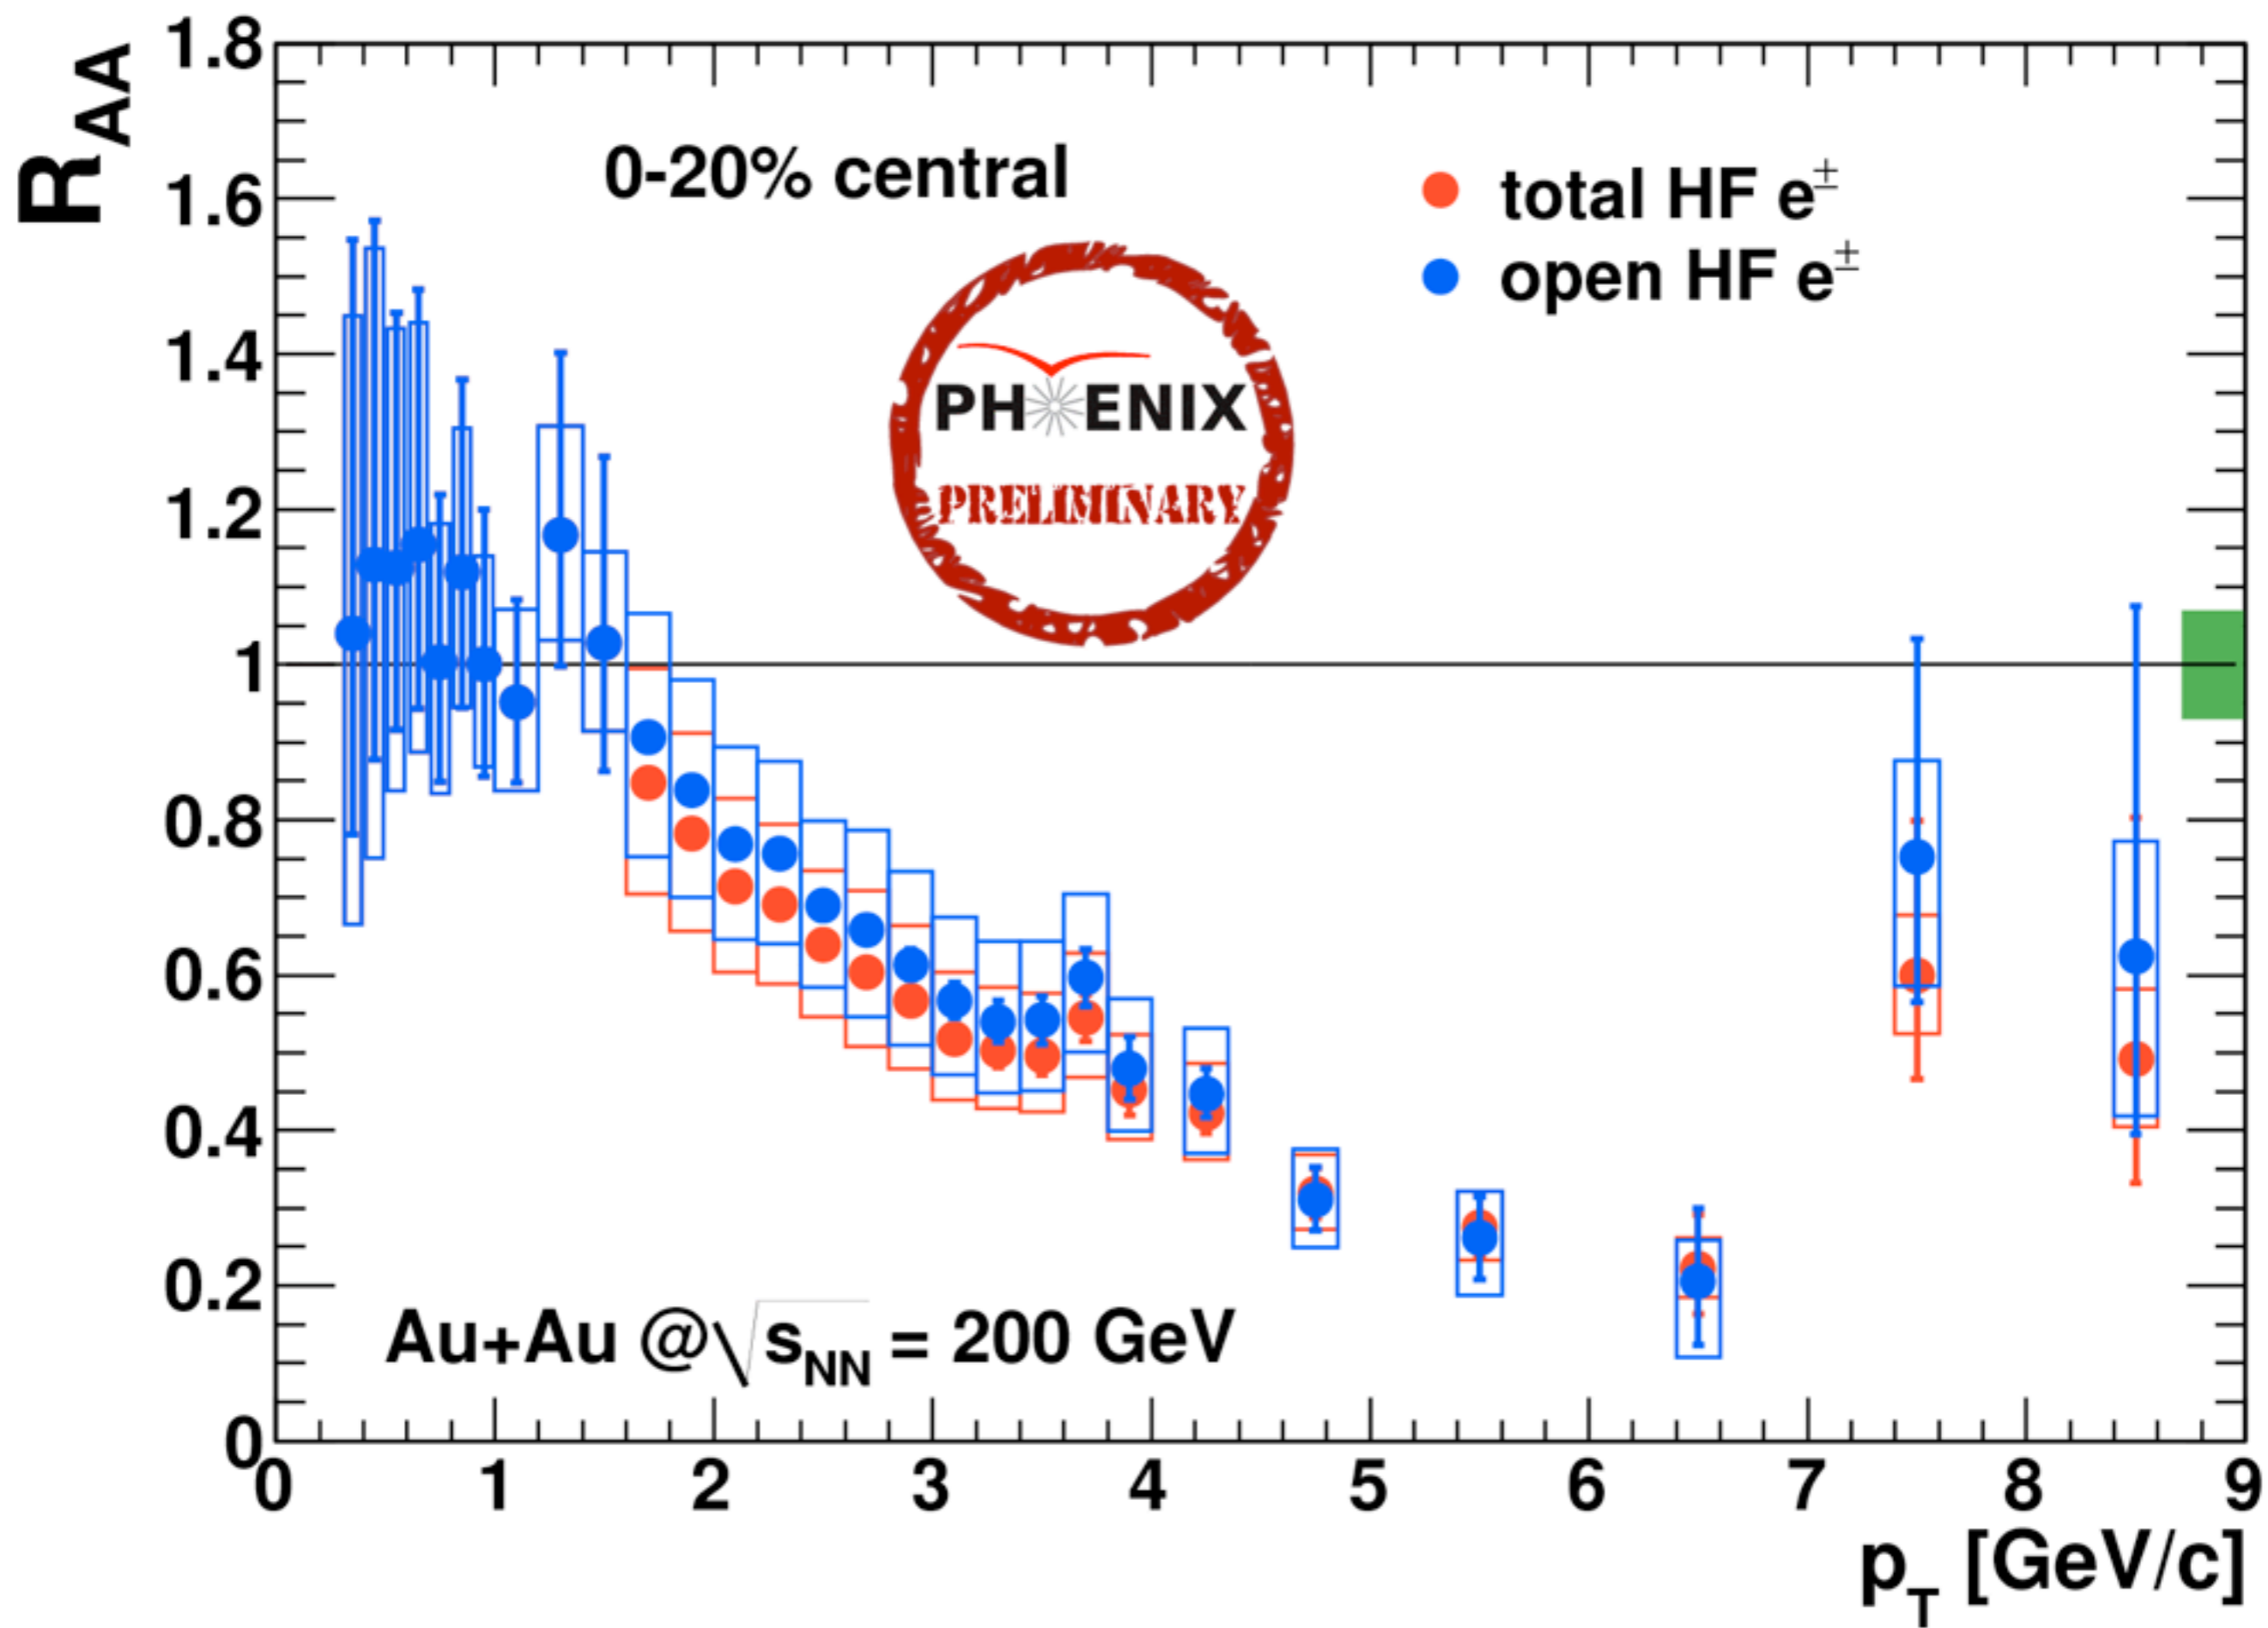 R_AA
1.8
1.6
1.4
1.2
1
0.8
0.6
0.4
0.2
0
0-20% central
total HF e±
open HF e±
PHENIX
PRELIMINARY
Au+Au @√s_NN = 200 GeV
0 1 2 3 4 5 6 7 8 9
p_T [GeV/c]